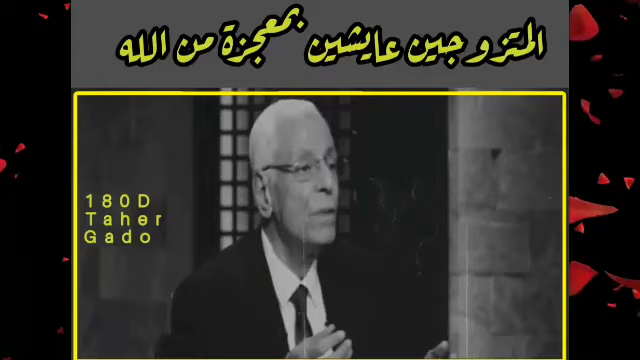 المتزوجين عايشين بمعجزة من الله
180D
Taher
Gado